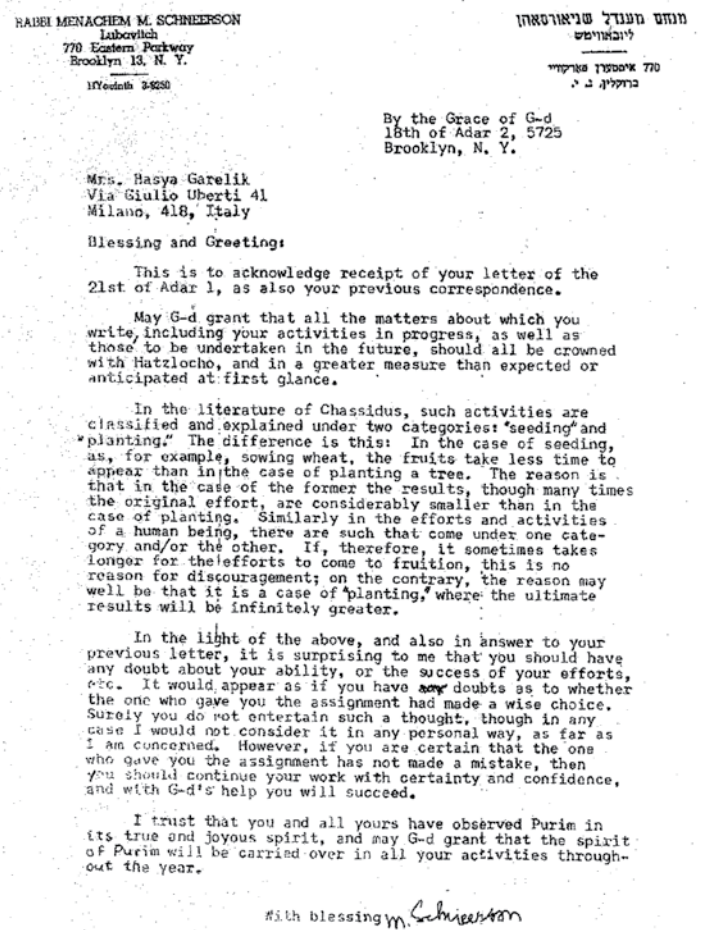 RABBI MENACHEM M. SCHNEERSON
Lubavitch
770 Eastern Parkway
Brooklyn 13, N. Y.
HYacinth 3-9250
מנחם מענדל שניאורסאהן
ליובאוויטש
770 איסטערן פארקוויי
ברוקלין, נ. י.
By the Grace of G-d
18th of Adar 2, 5725
Brooklyn, N. Y.
Mrs. Hasya Garelik
Via Giulio Uberti 41
Milano, 418, Italy
Blessing and Greeting:
This is to acknowledge receipt of your letter of the
21st of Adar 1, as also your previous correspondence.
May G-d grant that all the matters about which you
write, including your activities in progress, as well as
those to be undertaken in the future, should all be crowned
with Hatzlocho, and in a greater measure than expected or
anticipated at first glance.
In the literature of Chassidus, such activities are
classified and explained under two categories: "seeding" and
"planting." The difference is this: In the case of seeding,
as, for example, sowing wheat, the fruits take less time to
appear than in the case of planting a tree. The reason is
that in the case of the former the results, though many times
the original effort, are considerably smaller than in the
case of planting. Similarly in the efforts and activities
of a human being, there are such that come under one cate-
gory and/or the other. If, therefore, it sometimes takes
longer for the efforts to come to fruition, this is no
reason for discouragement; on the contrary, the reason may
well be that it is a case of "planting," where the ultimate
results will be infinitely greater.
In the light of the above, and also in answer to your
previous letter, it is surprising to me that you should have
any doubt about your ability, or the success of your efforts,
etc. It would appear as if you have doubts as to whether
the one who gave you the assignment had made a wise choice.
Surely you do not entertain such a thought, though in any
case I would not consider it in any personal way, as far as
I am concerned. However, if you are certain that the one
who gave you the assignment has not made a mistake, then
you should continue your work with certainty and confidence,
and with G-d's help you will succeed.
I trust that you and all yours have observed Purim in
its true and joyous spirit, and may G-d grant that the spirit
of Purim will be carried over in all your activities through-
out the year.
With blessing M. Schneerson